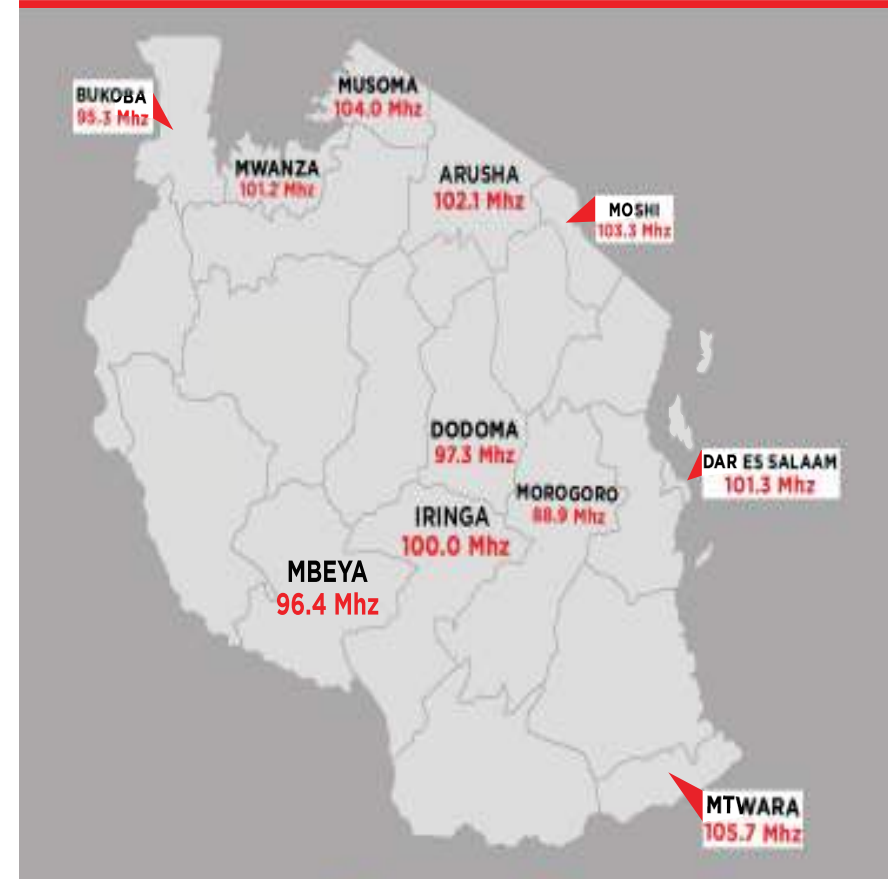 BUKOBA
95.3 Mhz
MUSOMA
104.0 Mhz
MWANZA
101.2 Mhz
ARUSHA
102.1 Mhz
MOSHI
103.3 Mhz
DODOMA
97.3 Mhz
DAR ES SALAAM
101.3 Mhz
MOROGORO
88.9 Mhz
IRINGA
100.0 Mhz
MBEYA
96.4 Mhz
MTWARA
105.7 Mhz